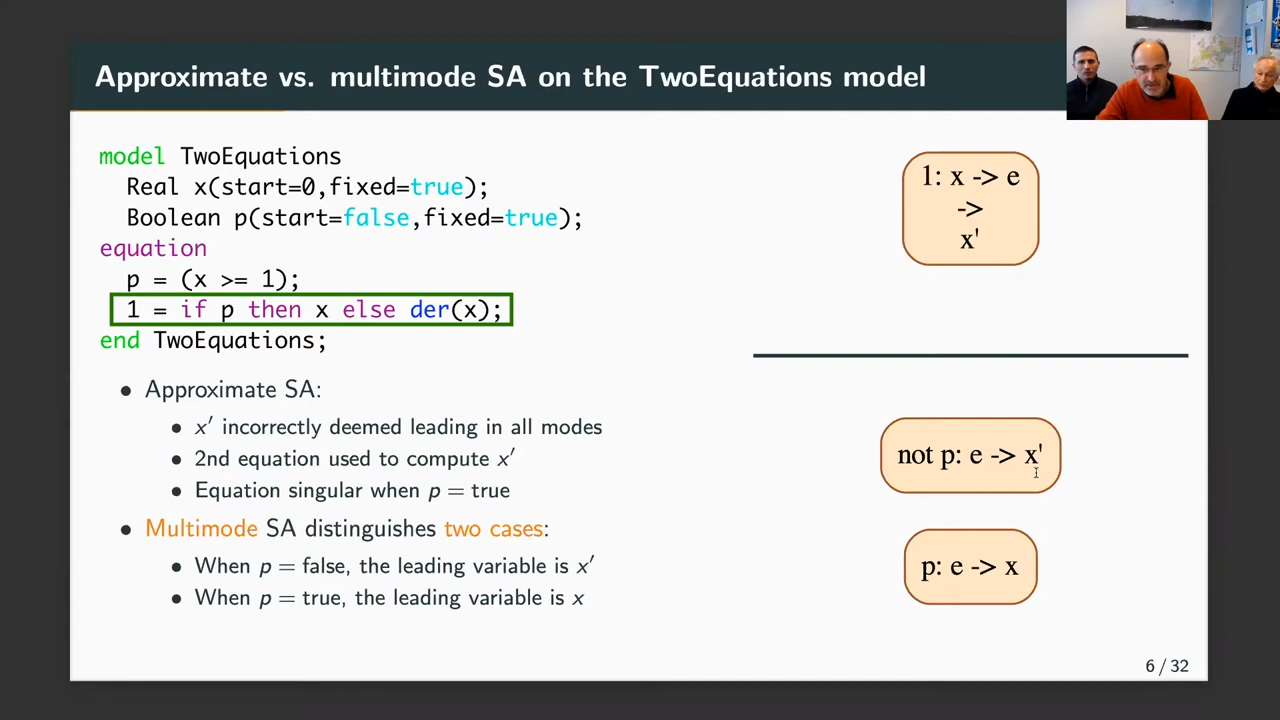 Approximate vs. multimode SA on the TwoEquations model
model TwoEquations
Real x(start=0,fixed=true);
Boolean p(start=false,fixed=true);
equation
p = (x >= 1);
1 = if p then x else der(x);
end TwoEquations;
• Approximate SA:
• x′ incorrectly deemed leading in all modes
• 2nd equation used to compute x′
• Equation singular when p = true
• Multimode SA distinguishes two cases:
• When p = false, the leading variable is x′
• When p = true, the leading variable is x
1: x -> e
->
x'
not p: e -> x'
p: e -> x
6 / 32